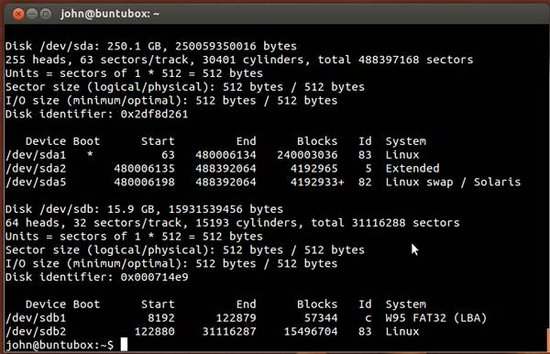 john@buntubox: ~
Disk /dev/sda: 250.1 GB, 250059350016 bytes
255 heads, 63 sectors/track, 30401 cylinders, total 488397168 sectors
Units = sectors of 1 * 512 = 512 bytes
Sector size (logical/physical): 512 bytes / 512 bytes
I/O size (minimum/optimal): 512 bytes / 512 bytes
Disk identifier: 0x2df8d261
Device Boot Start End Blocks Id System
/dev/sda1 * 63 480006134 240003036 83 Linux
/dev/sda2 480006135 488392064 4192965 5 Extended
/dev/sda5 480006198 488392064 4192933+ 82 Linux swap / Solaris
Disk /dev/sdb: 15.9 GB, 15931539456 bytes
64 heads, 32 sectors/track, 15193 cylinders, total 31116288 sectors
Units = sectors of 1 * 512 = 512 bytes
Sector size (logical/physical): 512 bytes / 512 bytes
I/O size (minimum/optimal): 512 bytes / 512 bytes
Disk identifier: 0x000714e9
Device Boot Start End Blocks Id System
/dev/sdb1 8192 122879 57344 c W95 FAT32 (LBA)
/dev/sdb2 122880 31116287 15496704 83 Linux
john@buntubox:~$